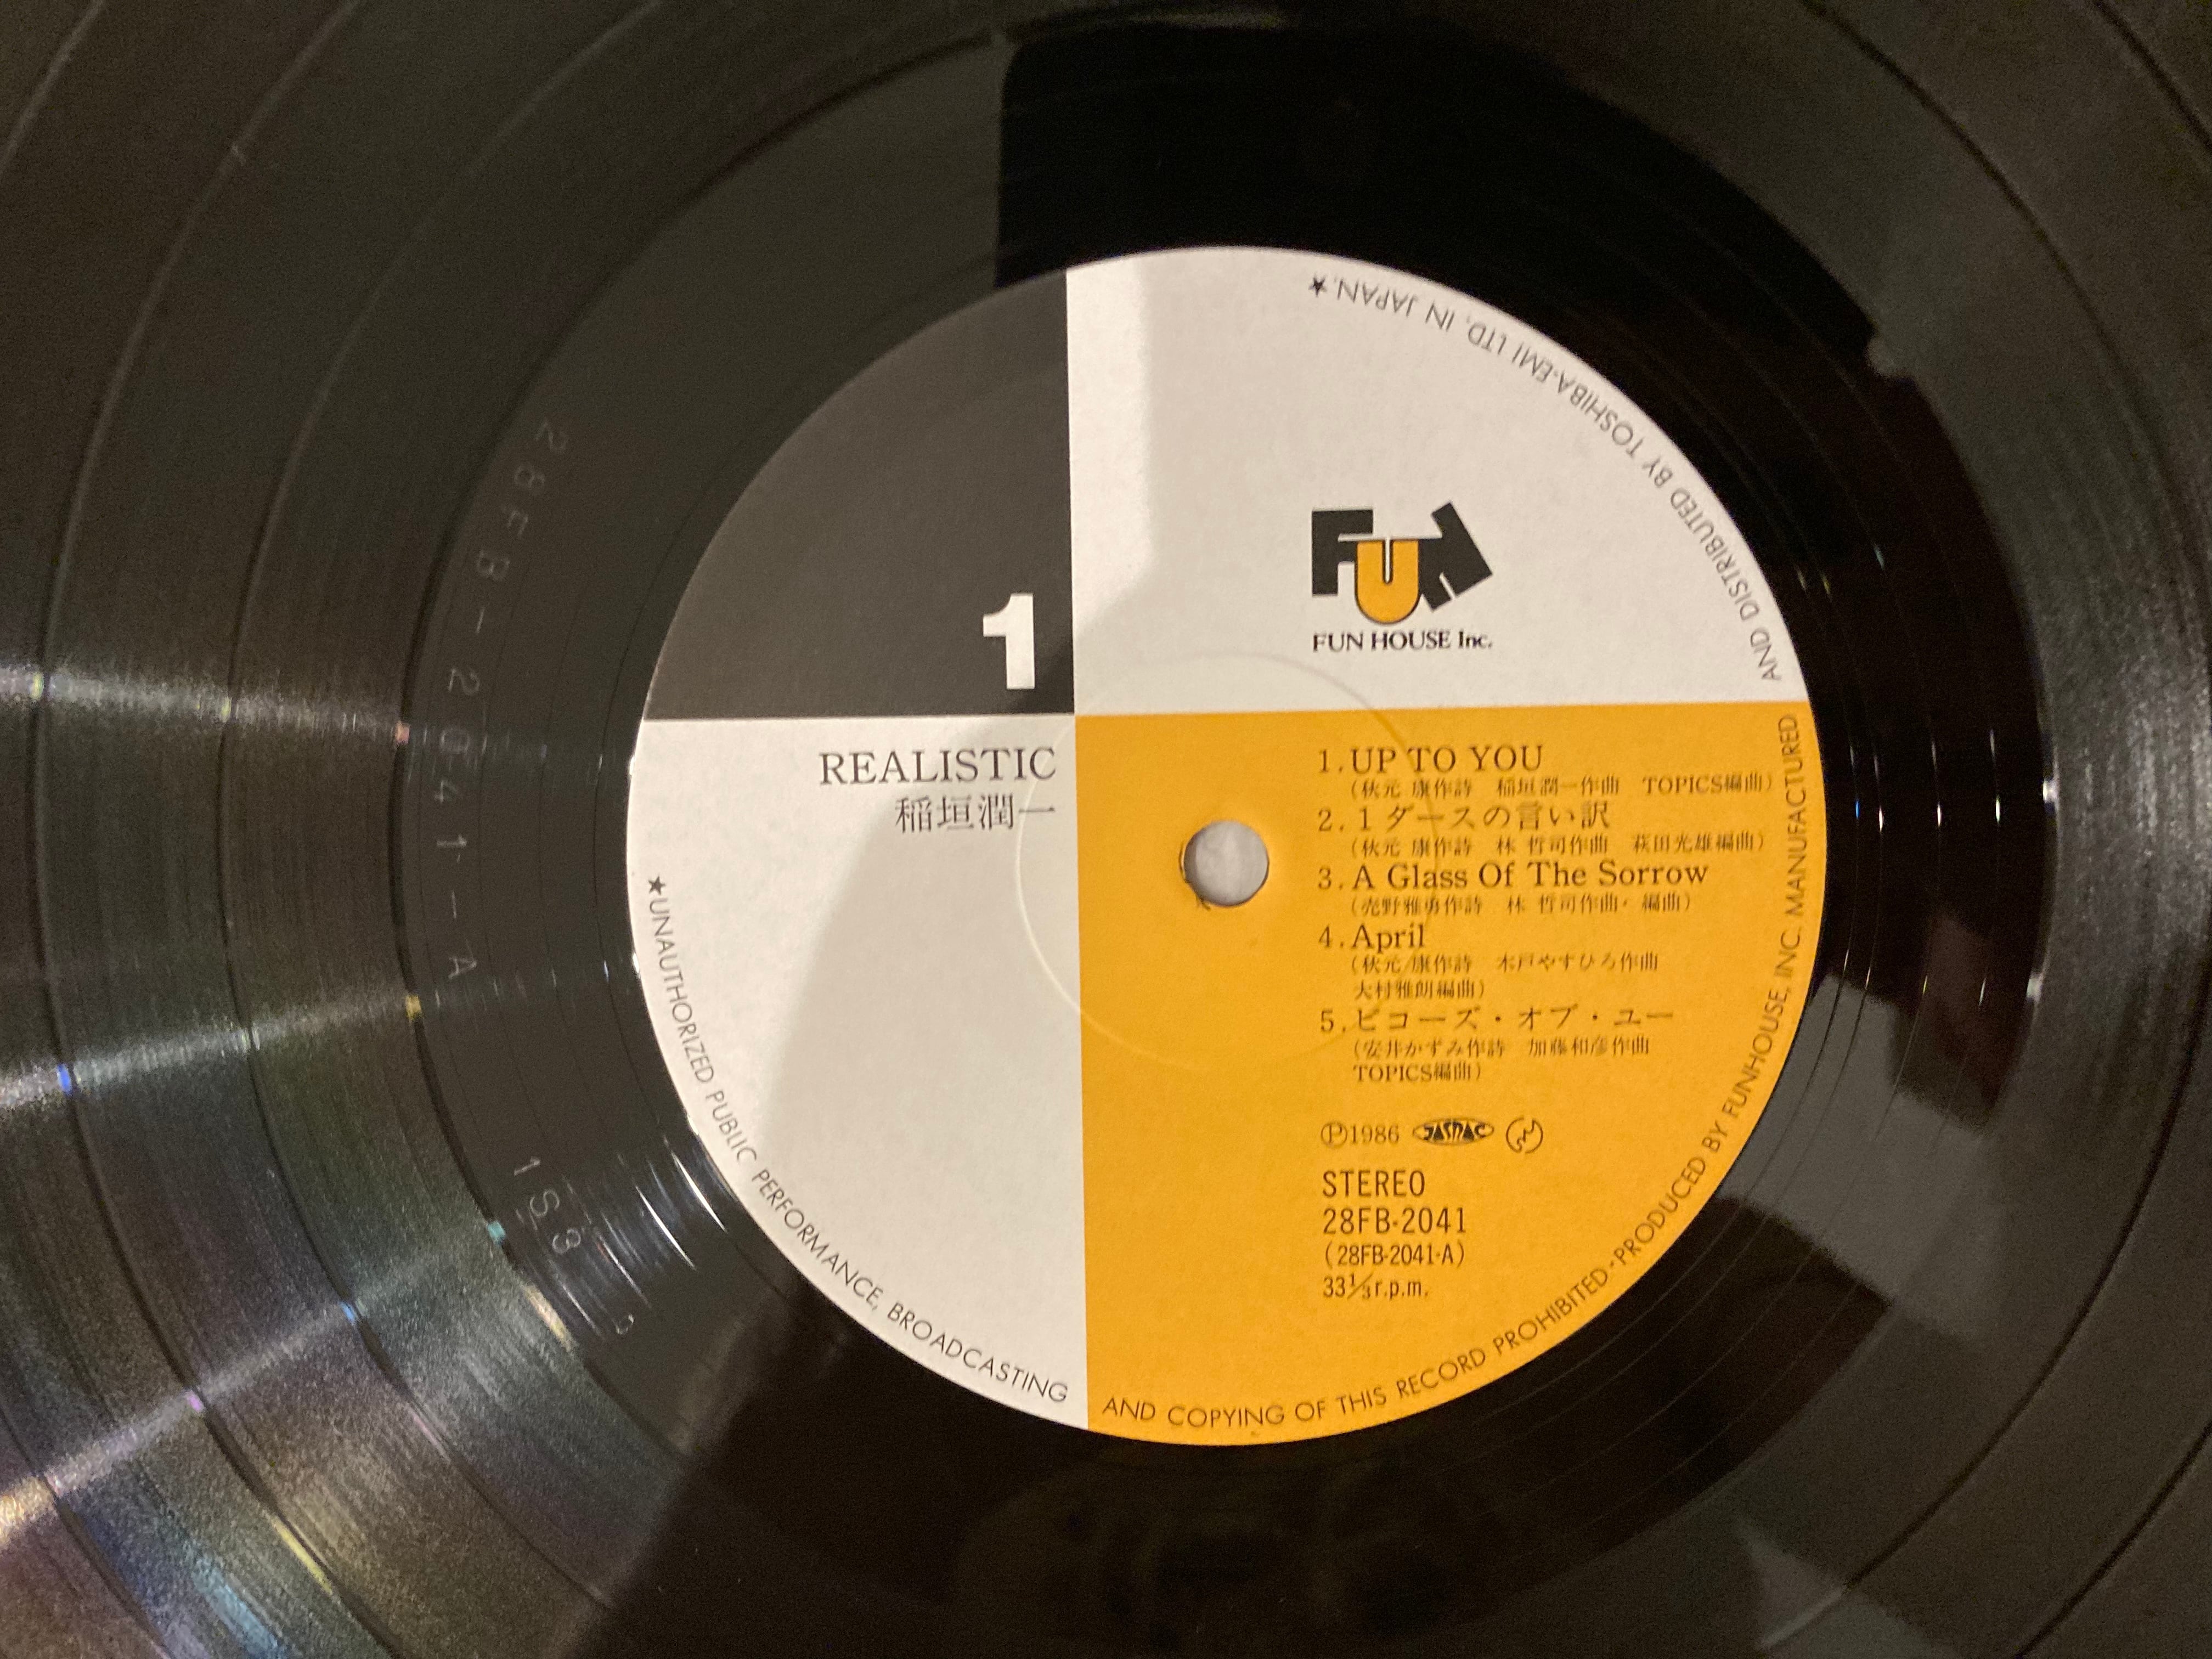 1
FUN
FUN HOUSE Inc.
REALISTIC
稲垣潤一
1.UP TO YOU
(秋元 康作詩 稲垣潤一作曲 TOPICS編曲)
2.1ダースの言い訳
(秋元 康作詩 林 哲司作曲 萩田光雄編曲)
3.A Glass Of The Sorrow
(売野雅勇作詩 林 哲司作曲・編曲)
4.April
(秋元 康作詩 木戸やすひろ作曲
大村雅朗編曲)
5.ビコーズ・オブ・ユー
(安井かずみ作詩 加藤和彦作曲
TOPICS編曲)
Ⓟ1986 JASRAC
STEREO
28FB-2041
(28FB-2041-A)
33⅓r.p.m.
★UNAUTHORIZED PUBLIC PERFORMANCE, BROADCASTING AND COPYING OF THIS RECORD PROHIBITED・PRODUCED BY FUNHOUSE, INC. MANUFACTURED AND DISTRIBUTED BY TOSHIBA-EMI LTD. IN JAPAN.★
28FB-2041-A
1S3